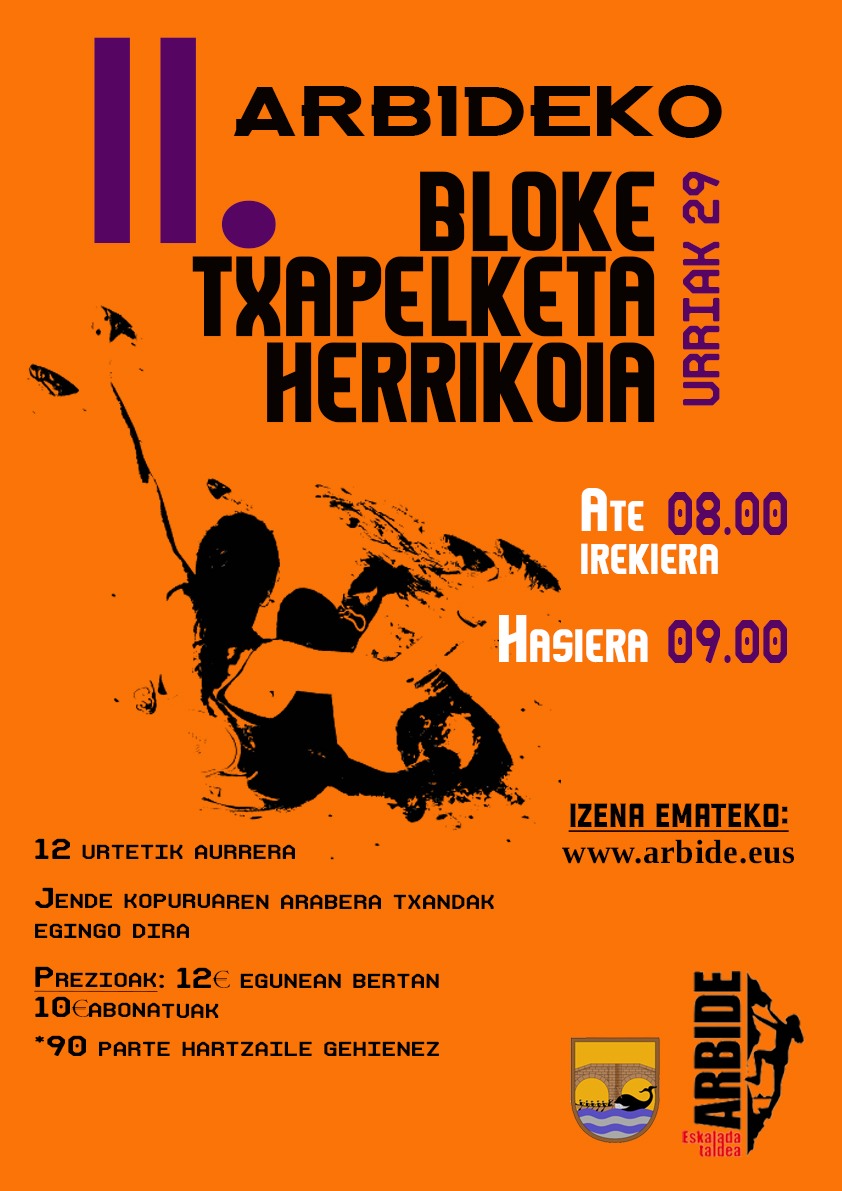 II. ARBIDEKO
BLOKE
TXAPELKETA
HERRIKOIA
URRIAK 29
ATE 08.00
IREKIERA
HASIERA 09.00
IZENA EMATEKO:
www.arbide.eus
12 URTETIK AURRERA
JENDE KOPURUAREN ARABERA TXANDAK
EGINGO DIRA
PREZIOAK: 12€ EGUNEAN BERTAN
10€ABONATUAK
*90 PARTE HARTZAILE GEHIENEZ
ARBIDE
Eskalada
taldea